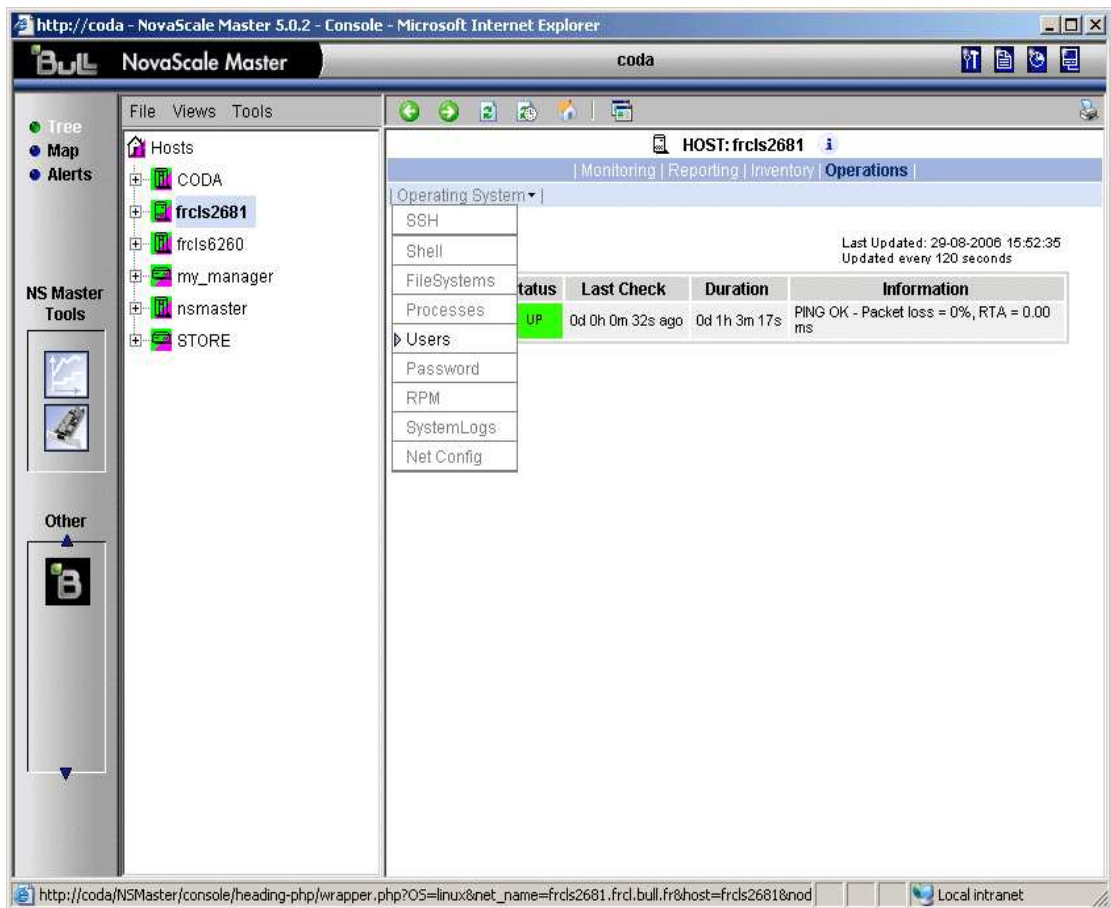 http://coda - NovaScale Master 5.0.2 - Console - Microsoft Internet Explorer
Bull NovaScale Master coda
Tree
Map
Alerts
NS Master
Tools
Other
File Views Tools
Hosts
CODA
frcls2681
frcls6260
my_manager
nsmaster
STORE
HOST: frcls2681
| Monitoring | Reporting | Inventory | Operations |
| Operating System |
SSH
Shell
FileSystems
Processes
Users
Password
RPM
SystemLogs
Net Config
Last Updated: 29-08-2006 15:52:35
Updated every 120 seconds
tatus Last Check Duration Information
UP 0d 0h 0m 32s ago 0d 1h 3m 17s PING OK - Packet loss = 0%, RTA = 0.00
ms
http://coda/NSMaster/console/heading-php/wrapper.php?OS=linux&net_name=frcls2681.frcl.bull.fr&host=frcls2681&nod
Local intranet